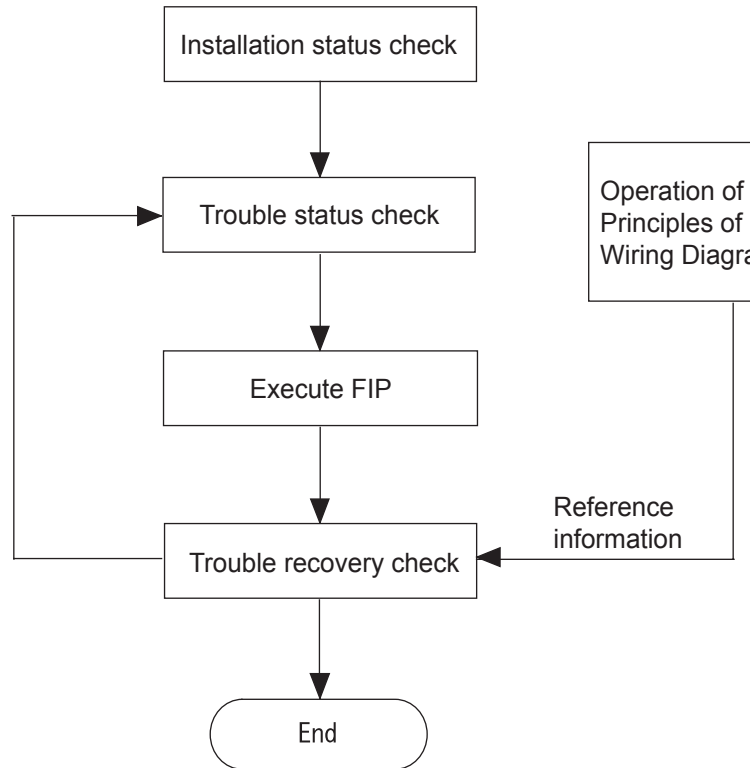 Installation status check
Trouble status check
Operation of
Principles of
Wiring
Execute FIP
Reference
information
Trouble recovery check
End